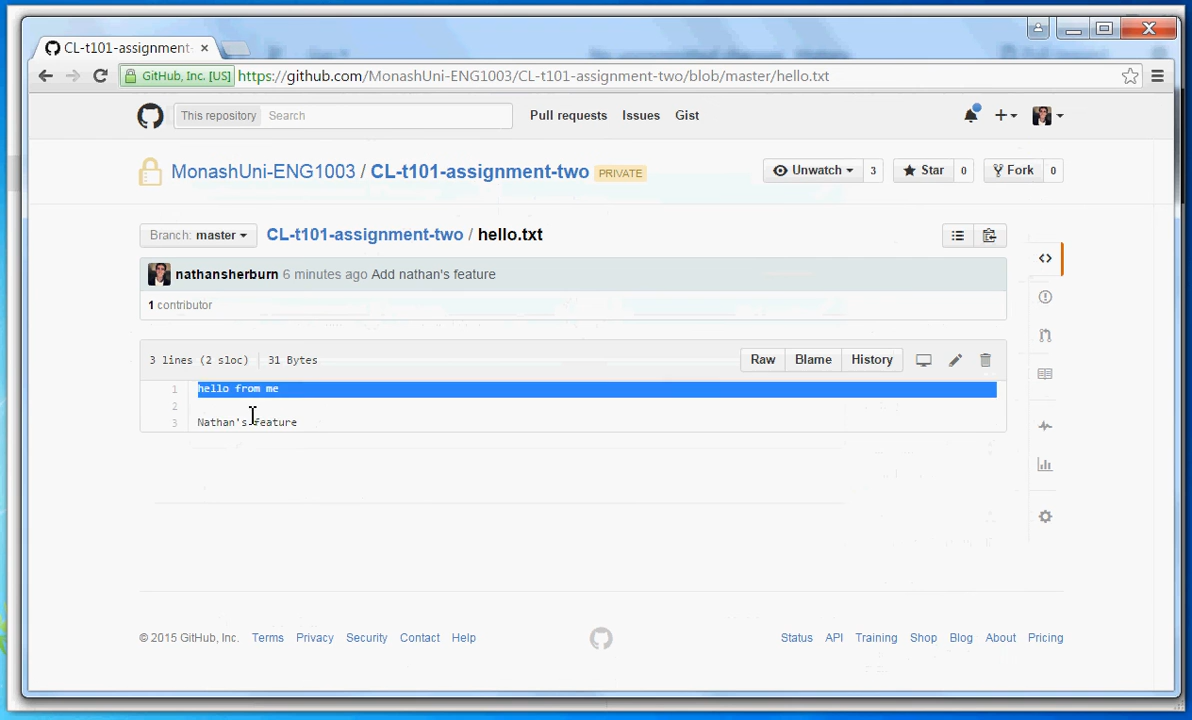 CL-t101-assignment-
GitHub, Inc. [US] https://github.com/MonashUni-ENG1003/CL-t101-assignment-two/blob/master/hello.txt
This repository Search Pull requests Issues Gist
MonashUni-ENG1003 / CL-t101-assignment-two PRIVATE Unwatch 3 Star 0 Fork 0
Branch: master CL-t101-assignment-two / hello.txt
nathansherburn 6 minutes ago Add nathan's feature
1 contributor
3 lines (2 sloc) 31 Bytes Raw Blame History
1 hello from me
2
3 Nathan's feature
© 2015 GitHub, Inc. Terms Privacy Security Contact Help Status API Training Shop Blog About Pricing